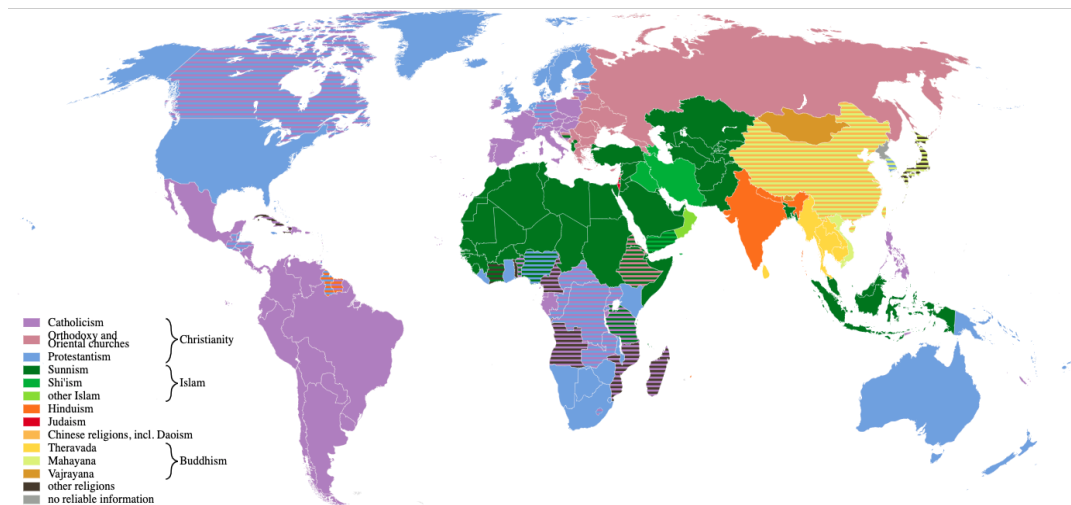 Catholicism
Orthodoxy and
Oriental churches
Christianity
Protestantism
Sunnism
Shi'ism
Islam
other Islam
Hinduism
Judaism
Chinese religions, incl. Daoism
Theravada
Mahayana
Buddhism
Vajrayana
other religions
no reliable information